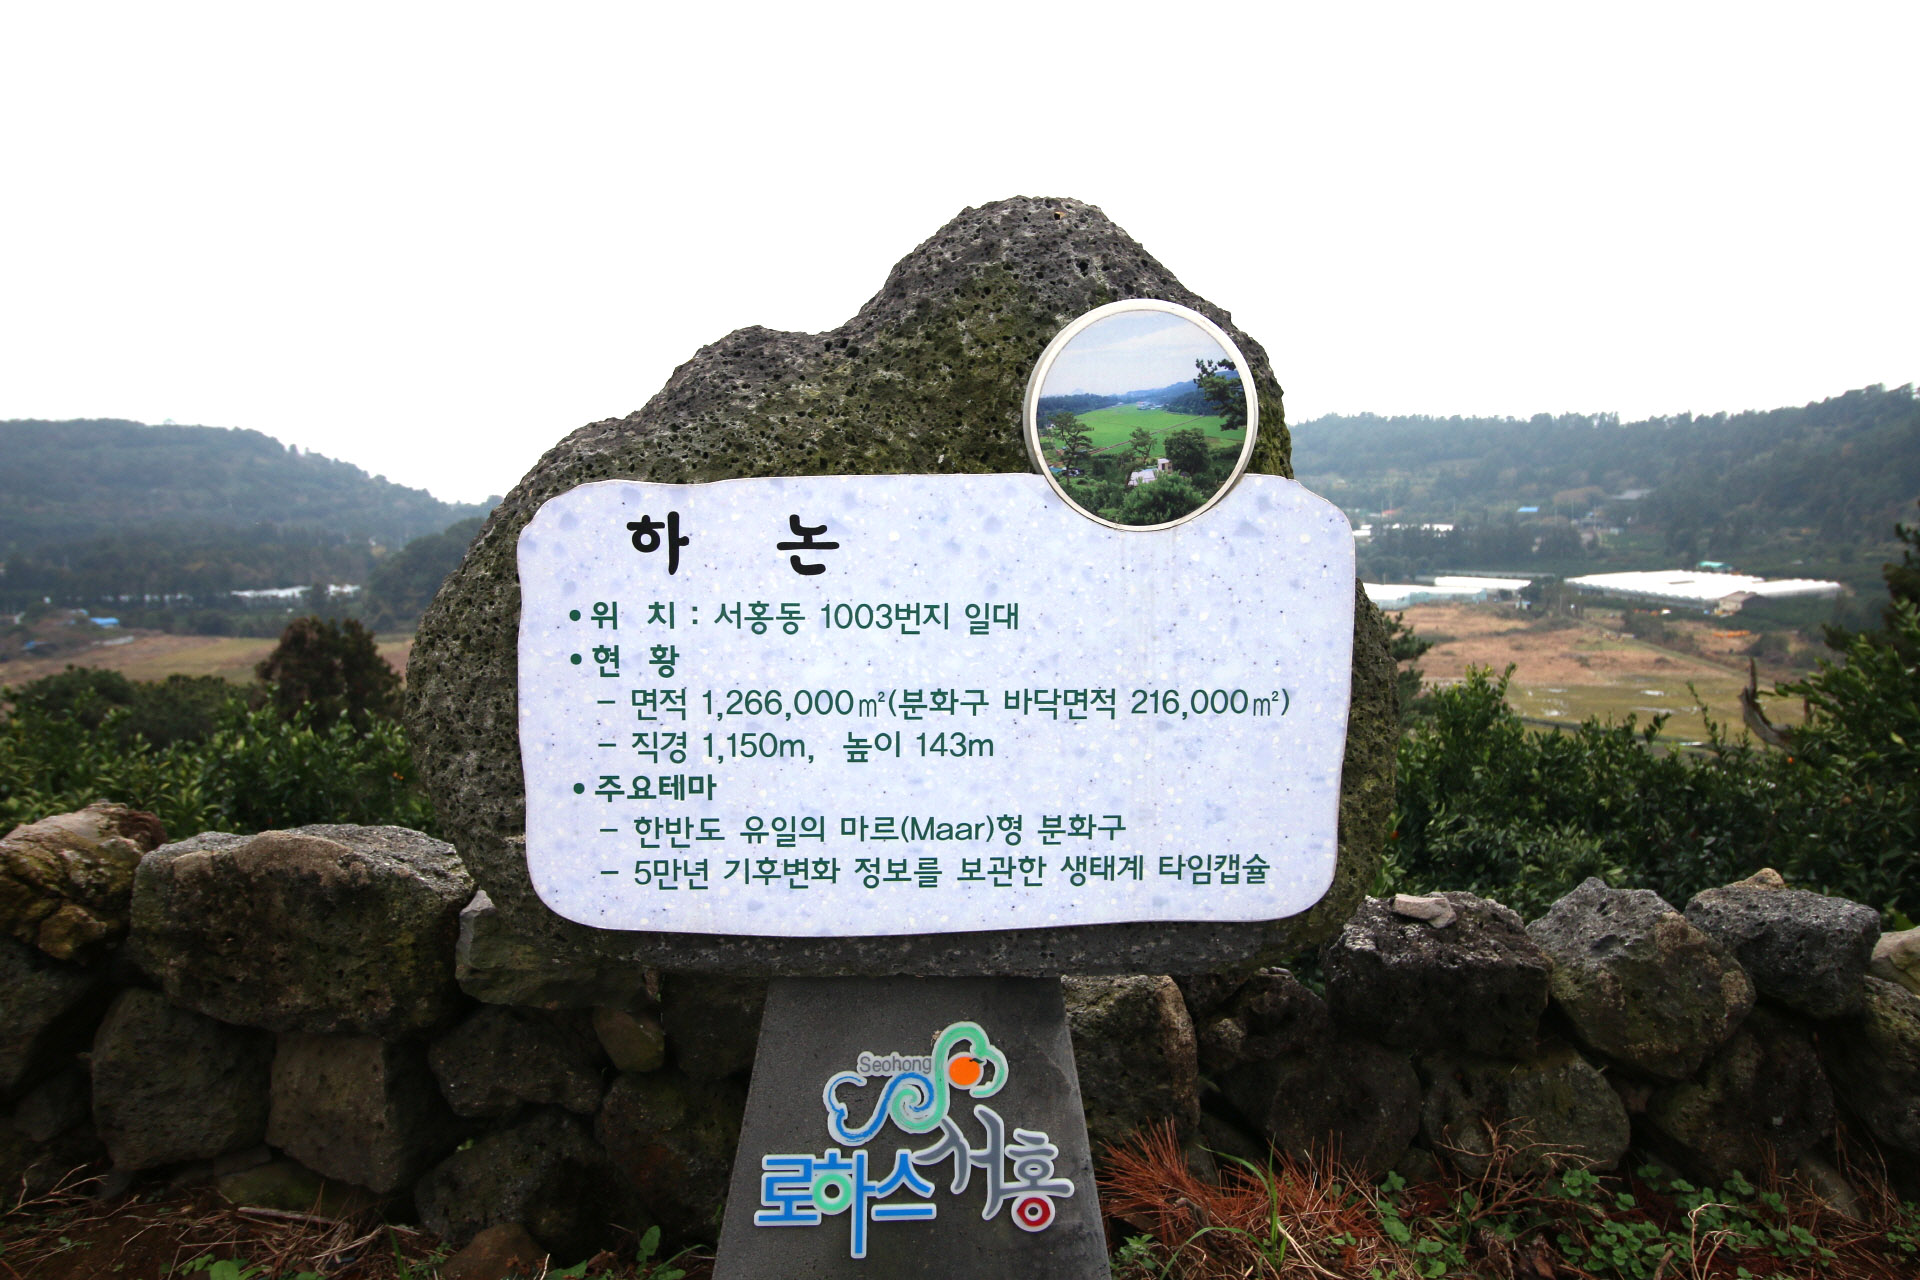 하 논
• 위 치 : 서홍동 1003번지 일대
• 현 황
- 면적 1,266,000㎡(분화구 바닥면적 216,000㎡)
- 직경 1,150m, 높이 143m
• 주요테마
- 한반도 유일의 마르(Maar)형 분화구
- 5만년 기후변화 정보를 보관한 생태계 타임캡슐
Seohong
로하스 서홍